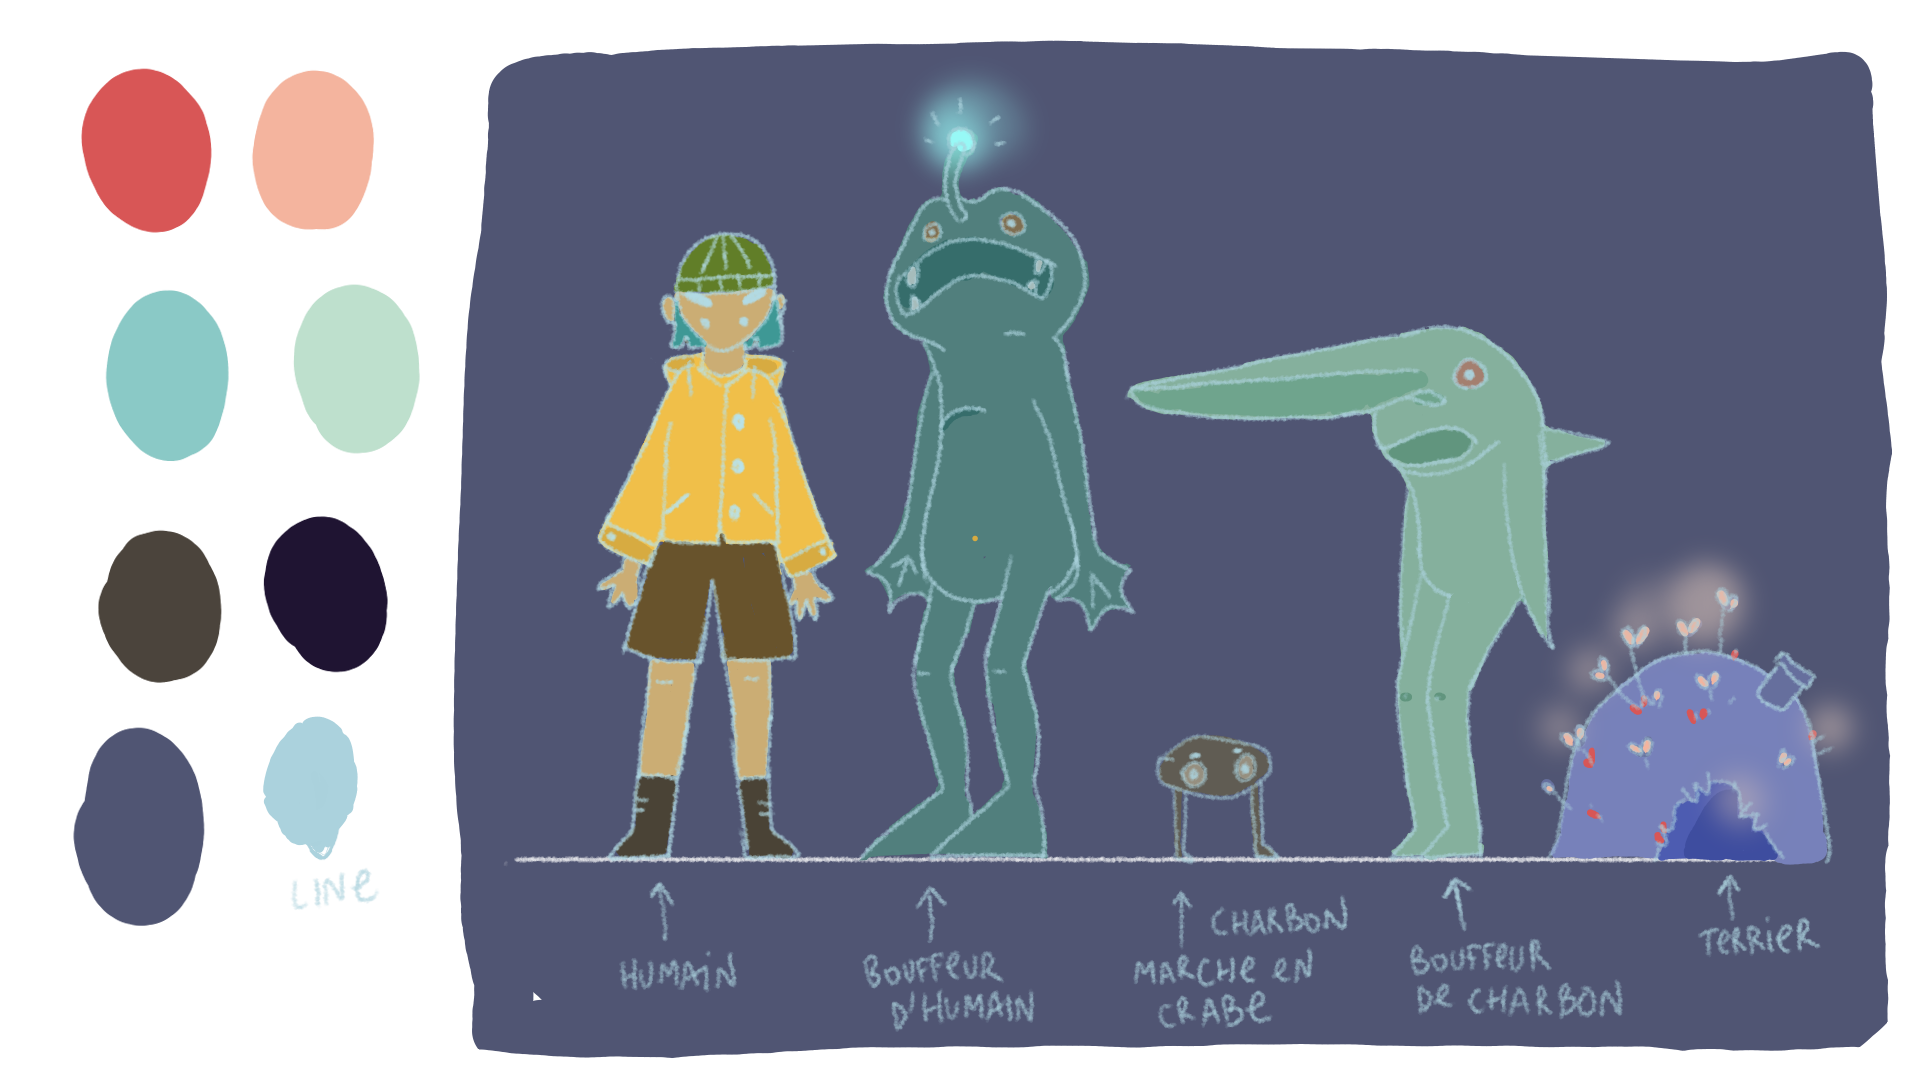 LINE
HUMAIN
BOUFFEUR
D'HUMAIN
CHARBON
MARCHE EN
CRABE
BOUFFEUR
DE CHARBON
TERRIER